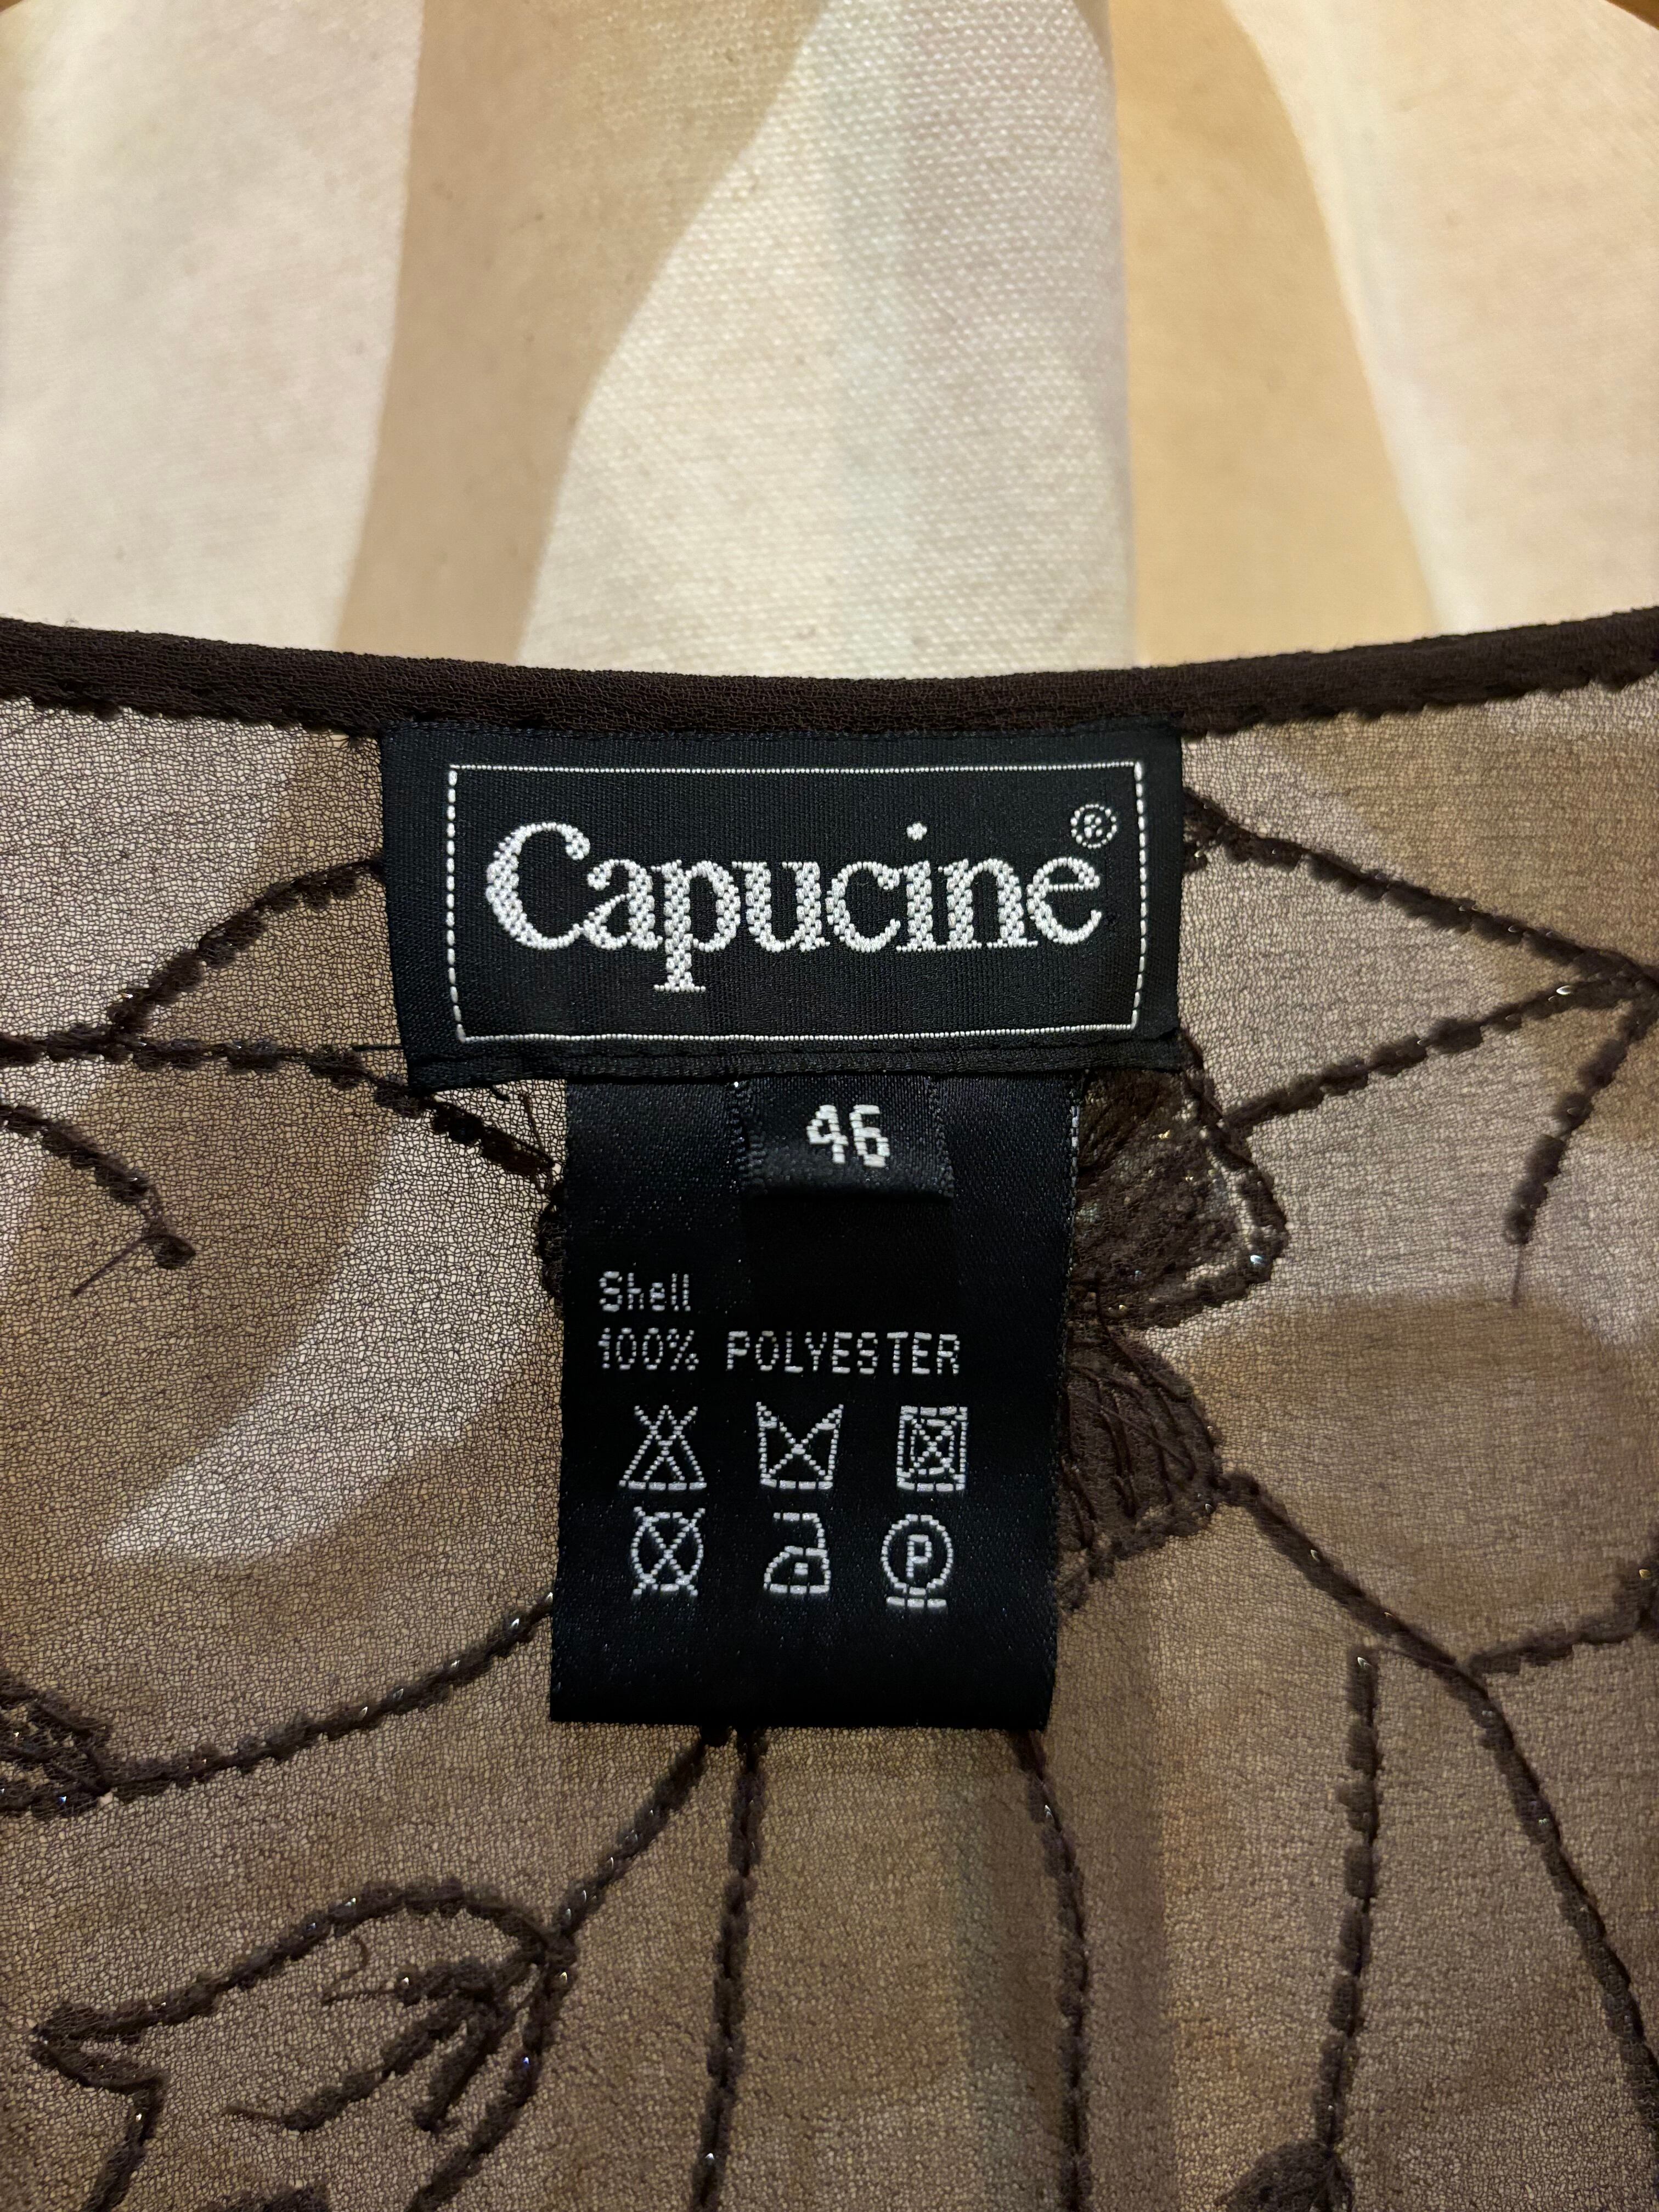 Capucine®
46
Shell
100% POLYESTER
P